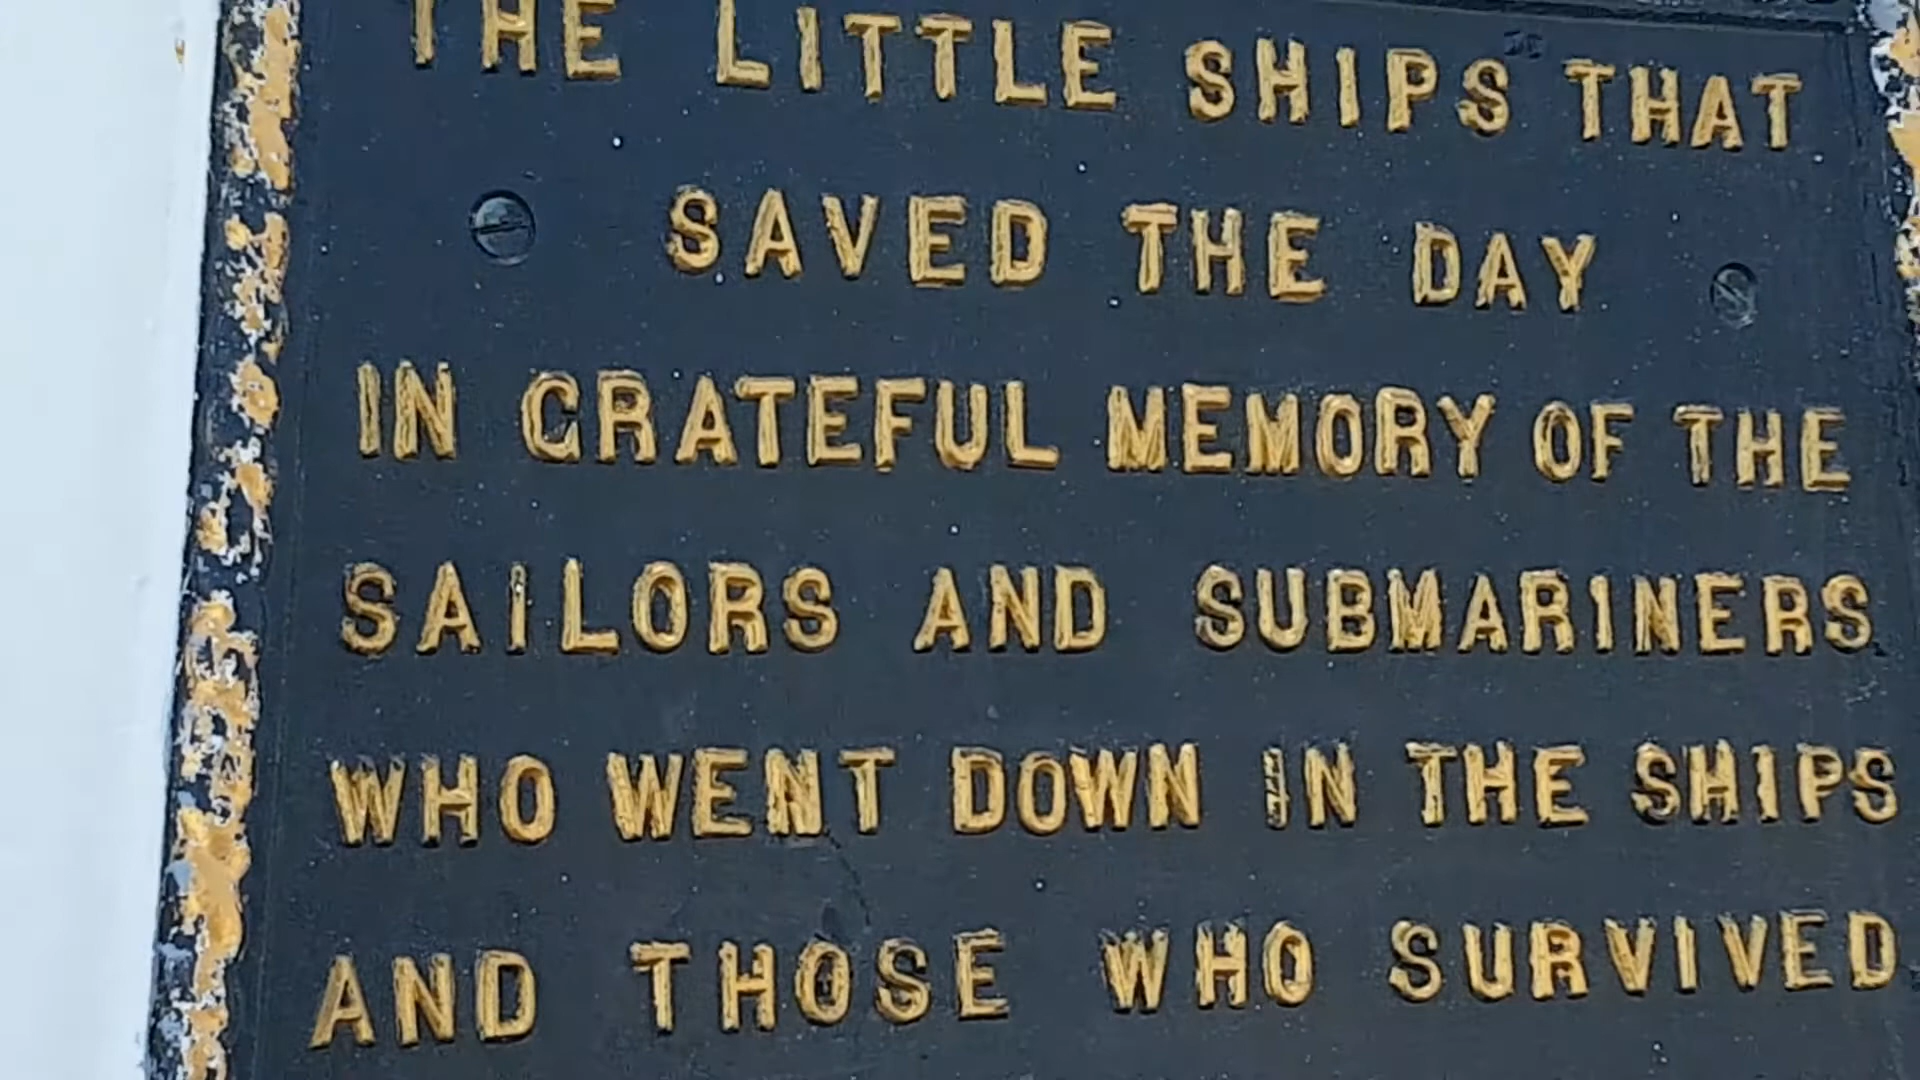 THE LITTLE SHIPS THAT
SAVED THE DAY
IN GRATEFUL MEMORY OF THE
SAILORS AND SUBMARINERS
WHO WENT DOWN IN THE SHIPS
AND THOSE WHO SURVIVED